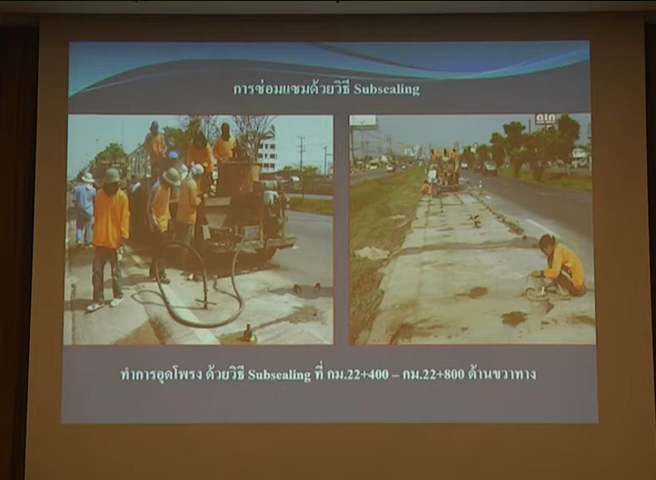 การซ่อมแซมด้วยวิธี Subsealing
ทำการอุดโพรง ด้วยวิธี Subsealing ที่ กม.22+400 – กม.22+800 ด้านขวาทาง